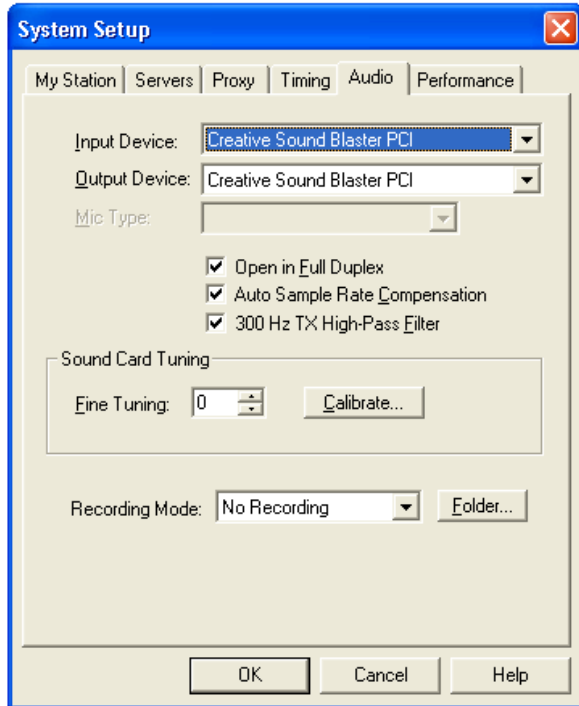 System Setup
My Station Servers Proxy Timing Audio Performance
Input Device: Creative Sound Blaster PCI
Output Device: Creative Sound Blaster PCI
Mic Type:
Open in Full Duplex
Auto Sample Rate Compensation
300 Hz TX High-Pass Filter
Sound Card Tuning
Fine Tuning: 0 Calibrate...
Recording Mode: No Recording Folder...
OK Cancel Help